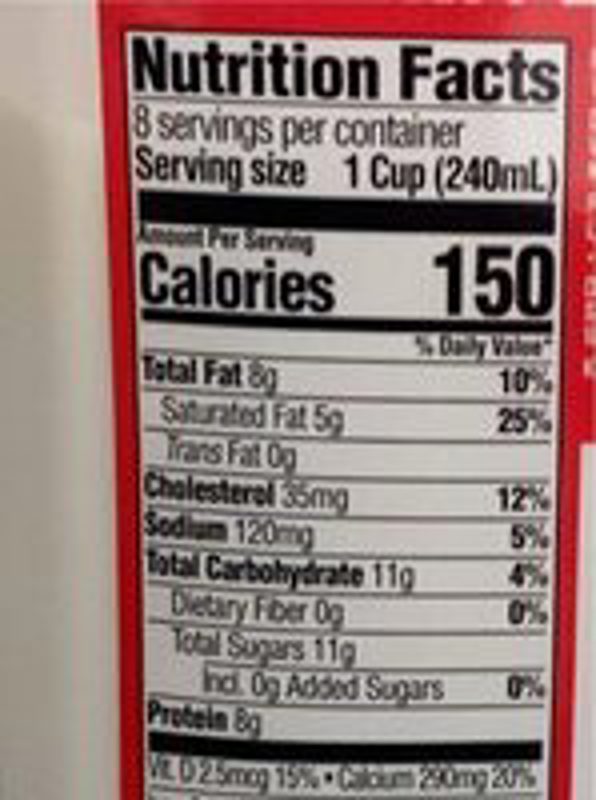 Nutrition Facts
8 servings per container
Serving size 1 Cup (240mL)
Amount Per Serving
Calories 150
% Daily Value*
Total Fat 8g 10%
Saturated Fat 5g 25%
Trans Fat 0g
Cholesterol 35mg 12%
Sodium 120mg 5%
Total Carbohydrate 11g 4%
Dietary Fiber 0g 0%
Total Sugars 11g
Incl. 0g Added Sugars 0%
Protein 8g
Vit. D 2.5mcg 15% • Calcium 290mg 20%